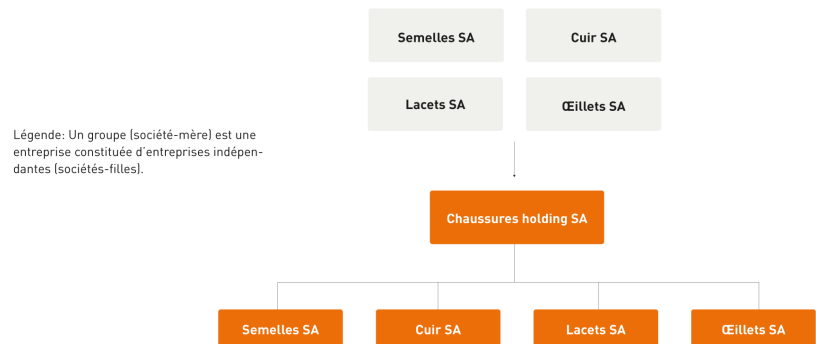 Semelles SA
Cuir SA
Lacets SA
Œillets SA
Légende: Un groupe (société-mère) est une
entreprise constituée d´entreprises indépen-
dantes (sociétés-filles).
Chaussures holding SA
Semelles SA
Cuir SA
Lacets SA
Œillets SA